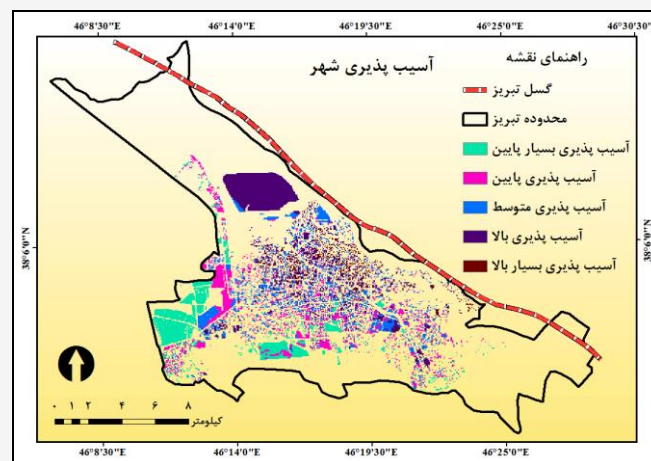 46°8'30"E 46°14'0"E 46°19'30"E 46°25'0"E 46°30'30"E
آسیب پذیری شهر
راهنمای نقشه
گسل تبریز
محدوده تبریز
آسیب پذیری بسیار پایین
آسیب پذیری پایین
آسیب پذیری متوسط
آسیب پذیری بالا
آسیب پذیری بسیار بالا
38°6'0"N
38°6'0"N
۰ ۱ ۲ ۴ ۶ ۸
کیلومتر
46°8'30"E 46°14'0"E 46°19'30"E 46°25'0"E